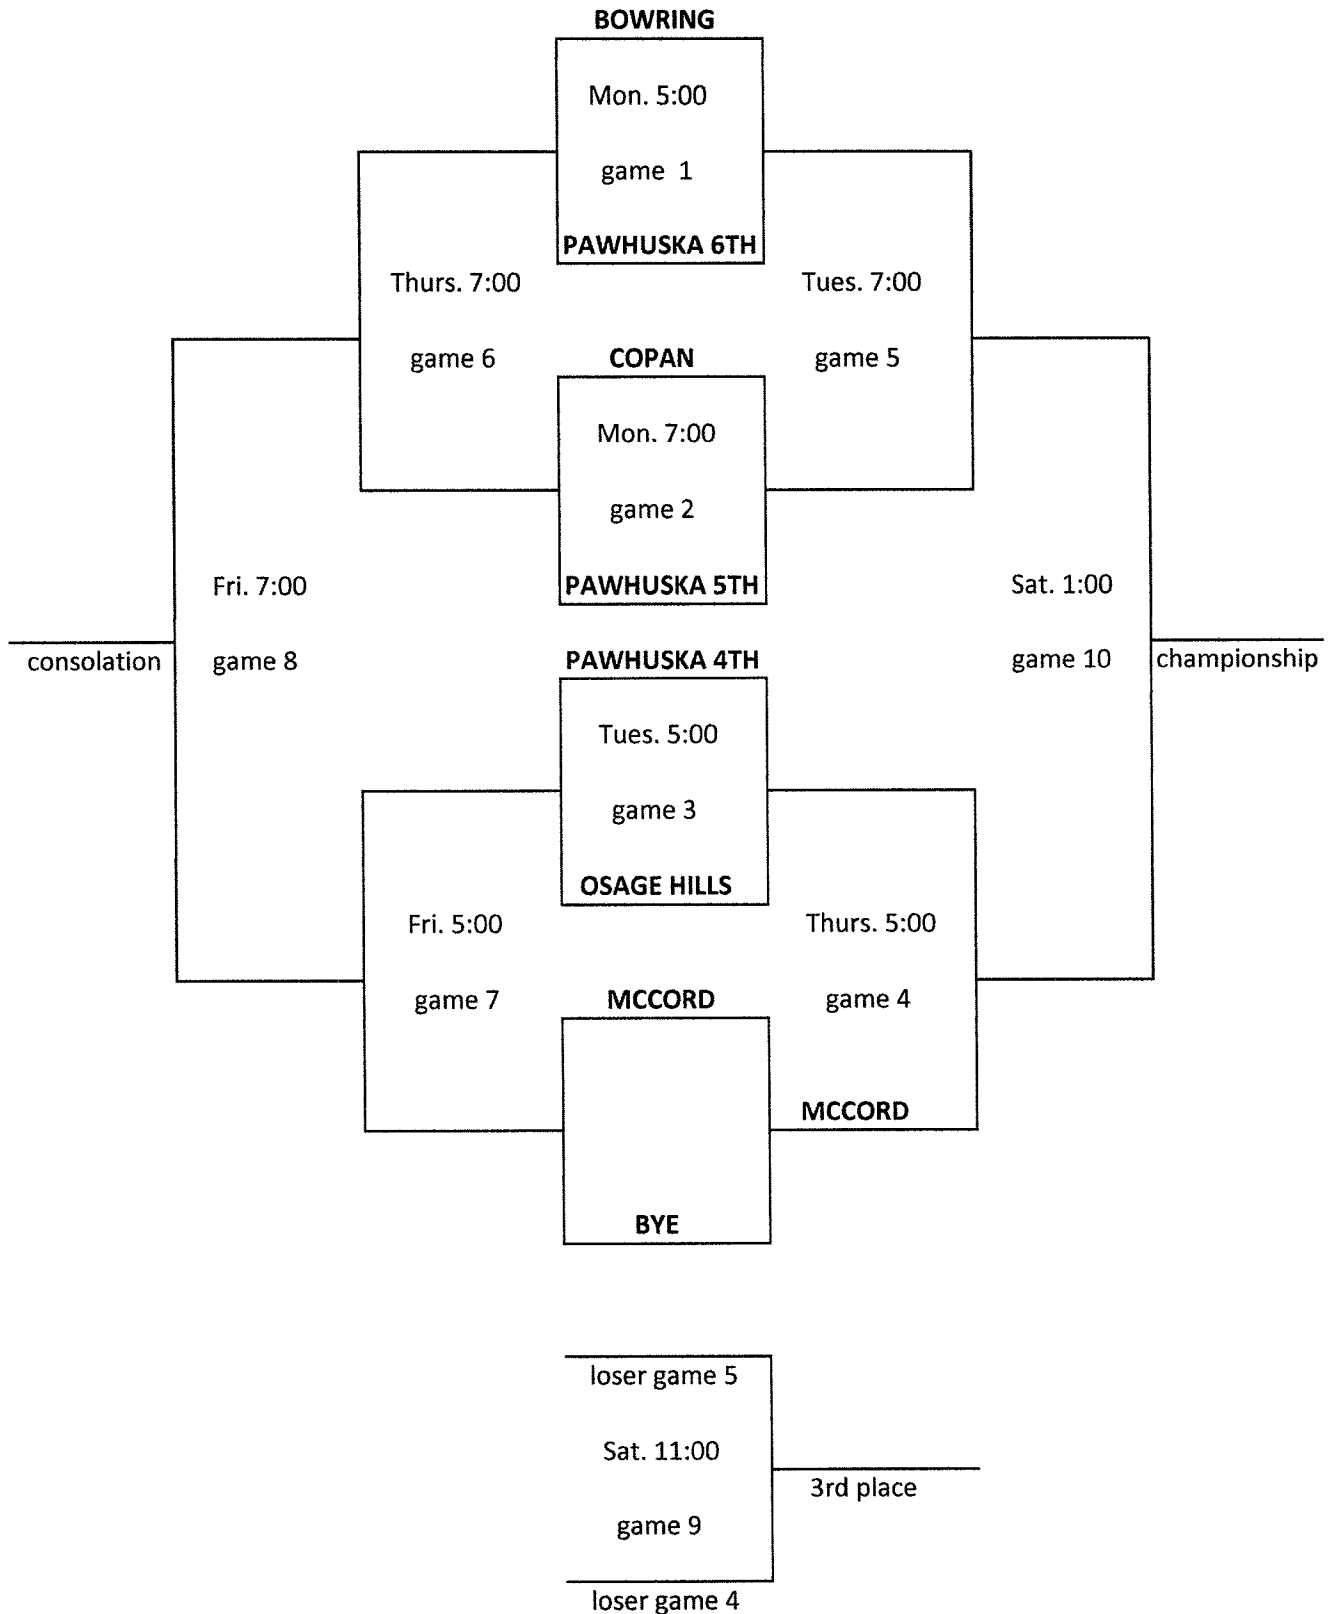 BOWRING
Mon. 5:00
game 1
PAWHUSKA 6TH
Thurs. 7:00
Tues. 7:00
game 6
COPAN
game 5
Mon. 7:00
game 2
PAWHUSKA 5TH
Fri. 7:00
Sat. 1:00
consolation
game 8
PAWHUSKA 4TH
game 10
championship
Tues. 5:00
game 3
OSAGE HILLS
Fri. 5:00
Thurs. 5:00
game 7
MCCORD
game 4
MCCORD
BYE
loser game 5
Sat. 11:00
3rd place
game 9
loser game 4